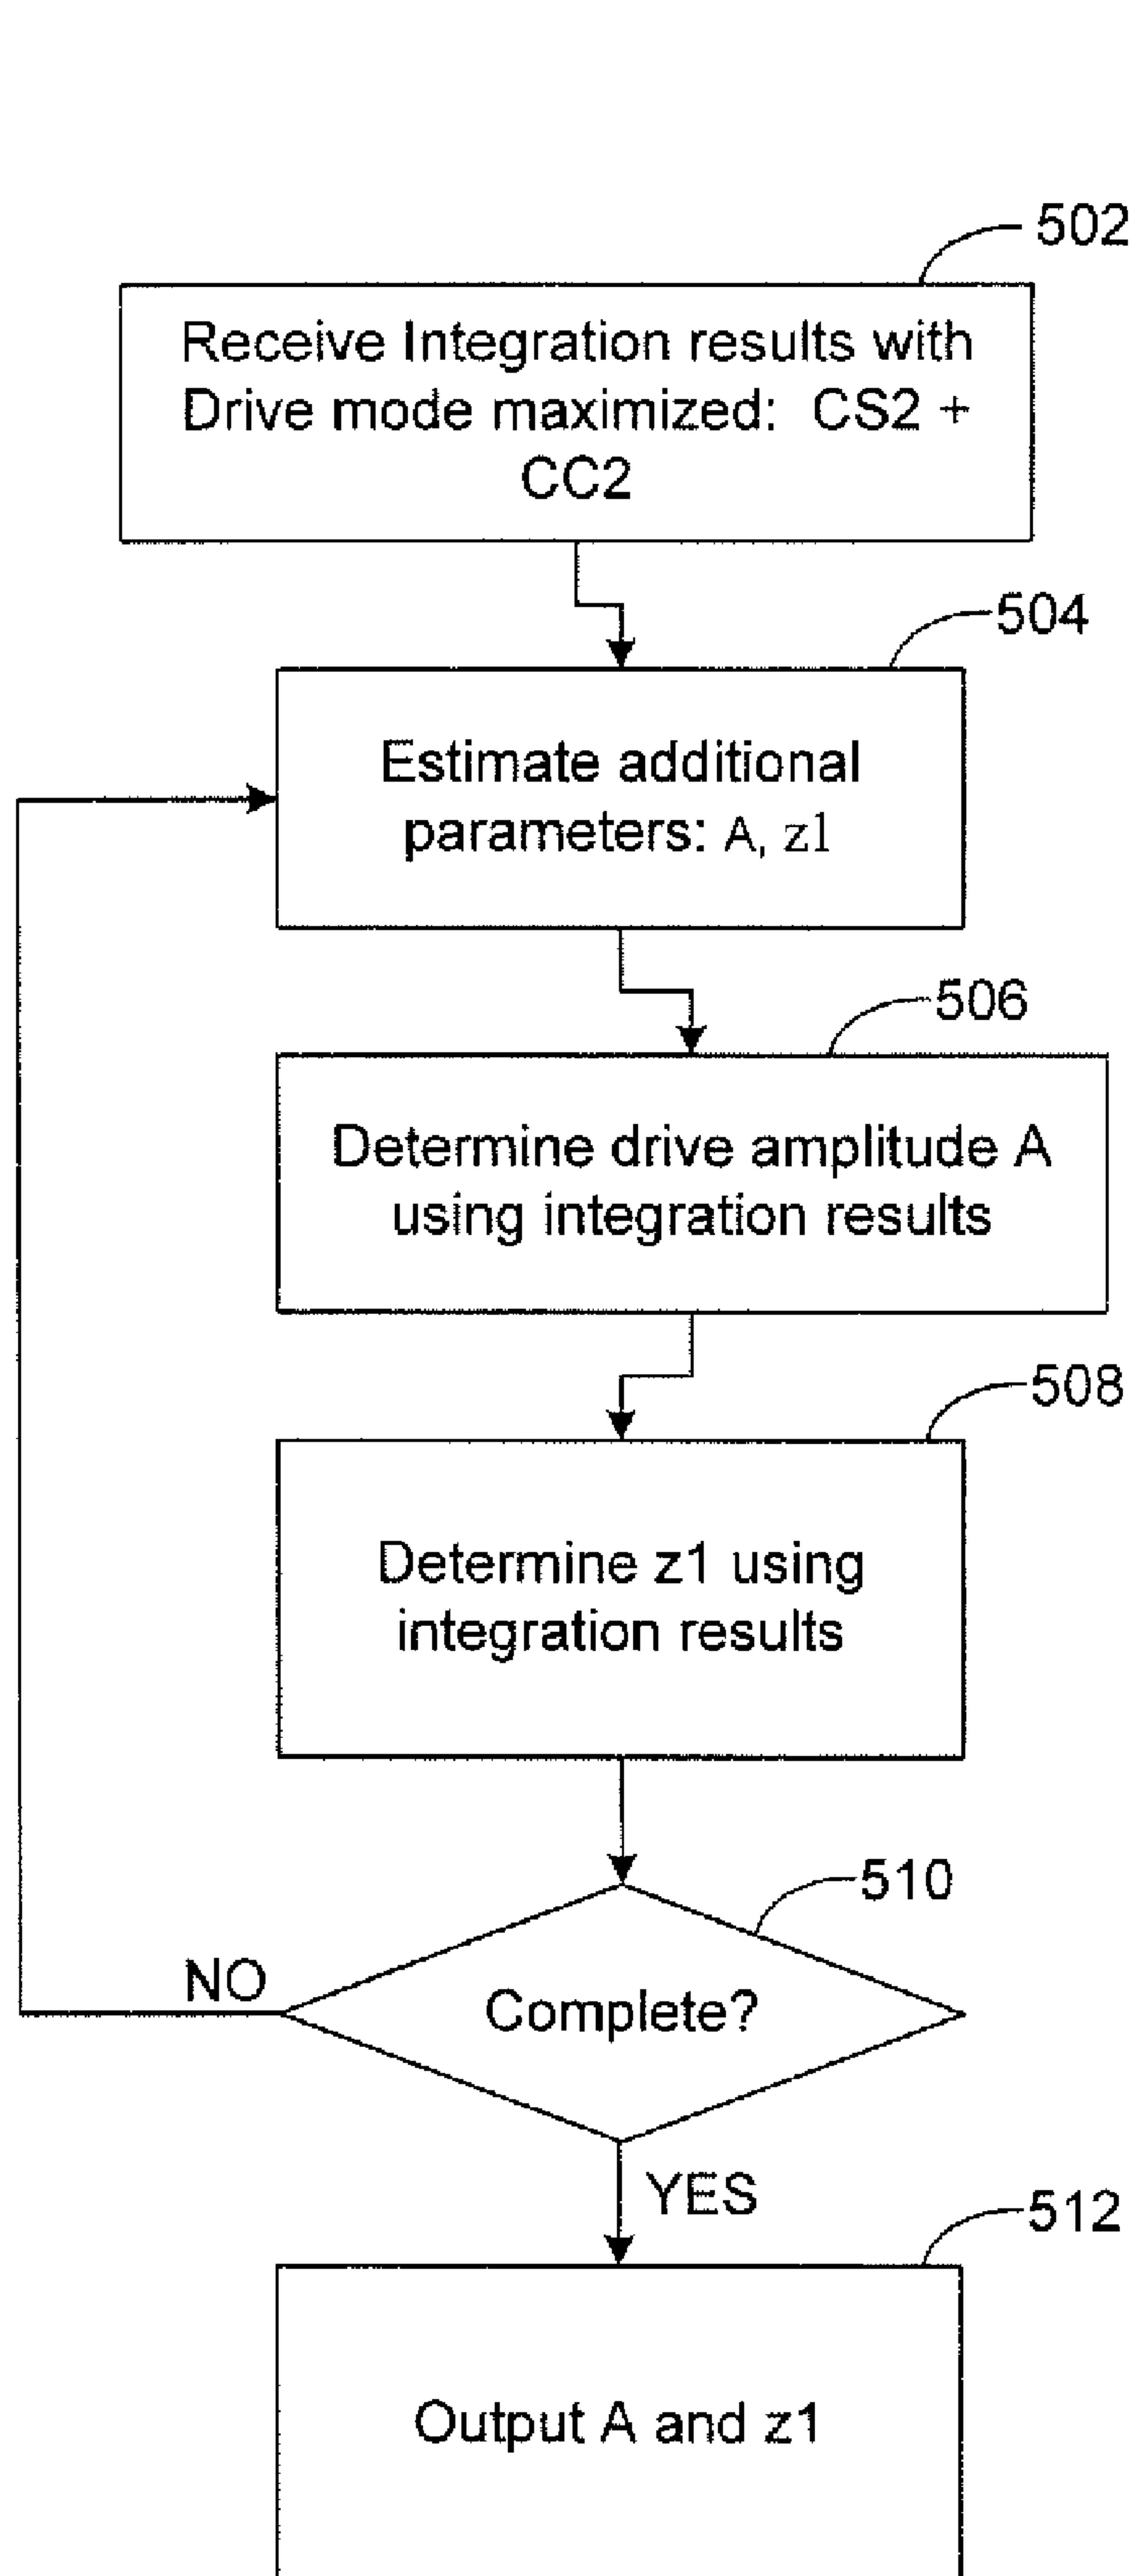 502
Receive Integration results with
Drive mode maximized: CS2 +
CC2
504
Estimate additional
parameters: A, z1
506
Determine drive amplitude A
using integration results
508
Determine z1 using
integration results
510
NO
Complete?
YES
512
Output A and z1